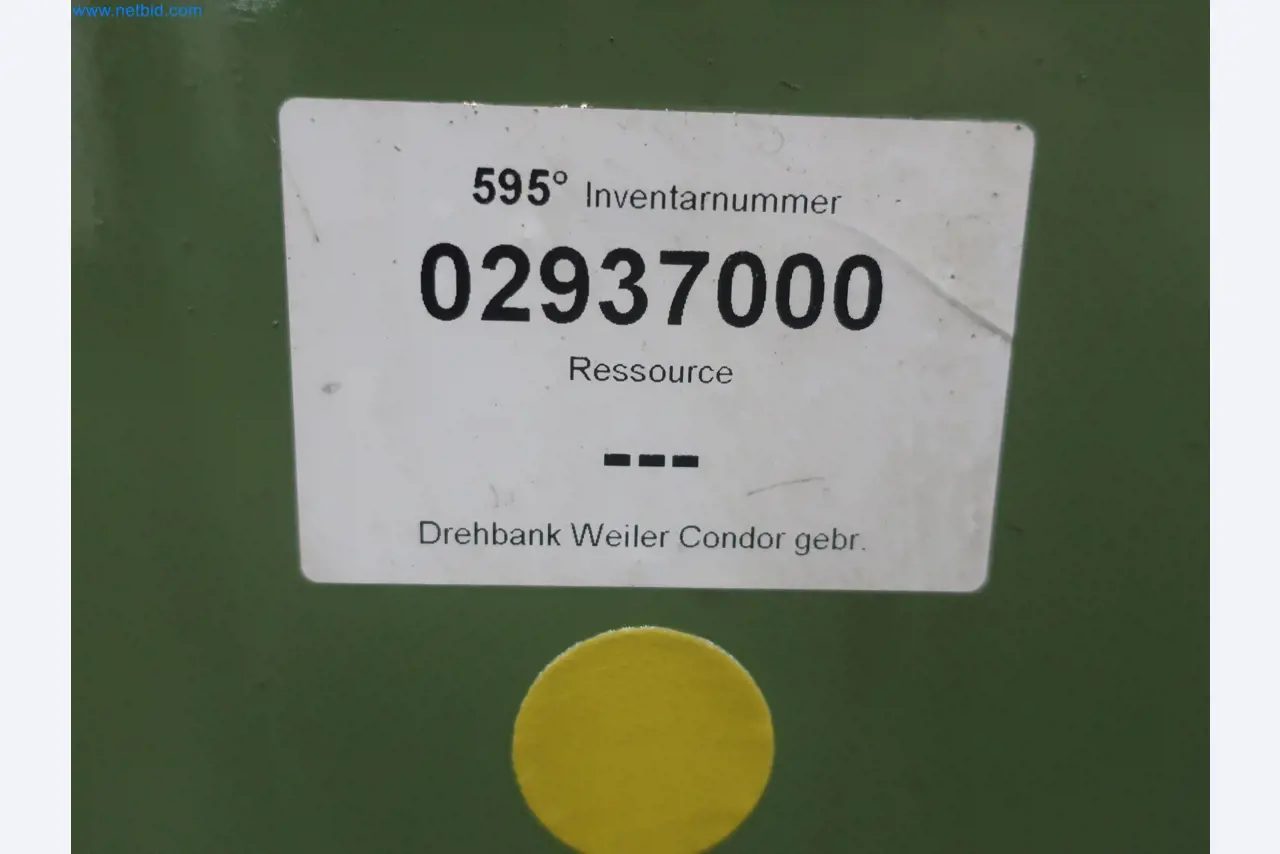 www.netbid.com
595° Inventarnummer
02937000
Ressource
---
Drehbank Weiler Condor gebr.